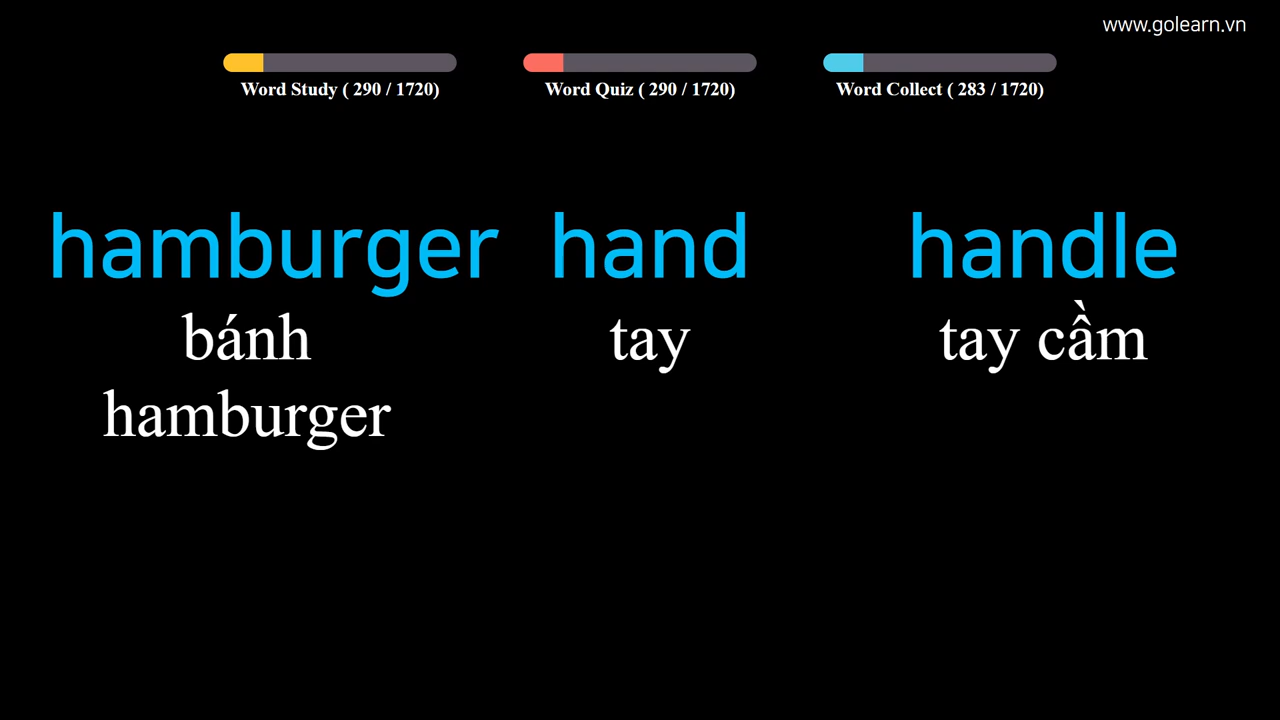 www.golearn.vn
Word Study ( 290 / 1720) Word Quiz ( 290 / 1720) Word Collect ( 283 / 1720)
hamburger hand handle
bánh tay tay cầm
hamburger